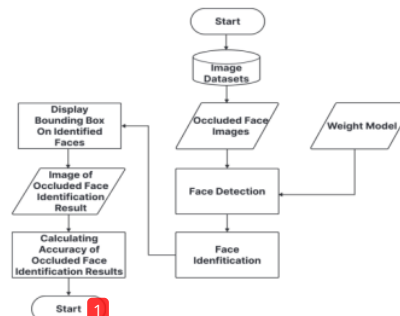 Start
Image
Datasets
Occluded Face
Images
Weight Model
Face Detection
Face
Idenfitication
Display
Bounding Box
On Identified
Faces
Image of
Occluded Face
Identification
Result
Calculating
Accuracy of
Occluded Face
Identification Results
Start
1